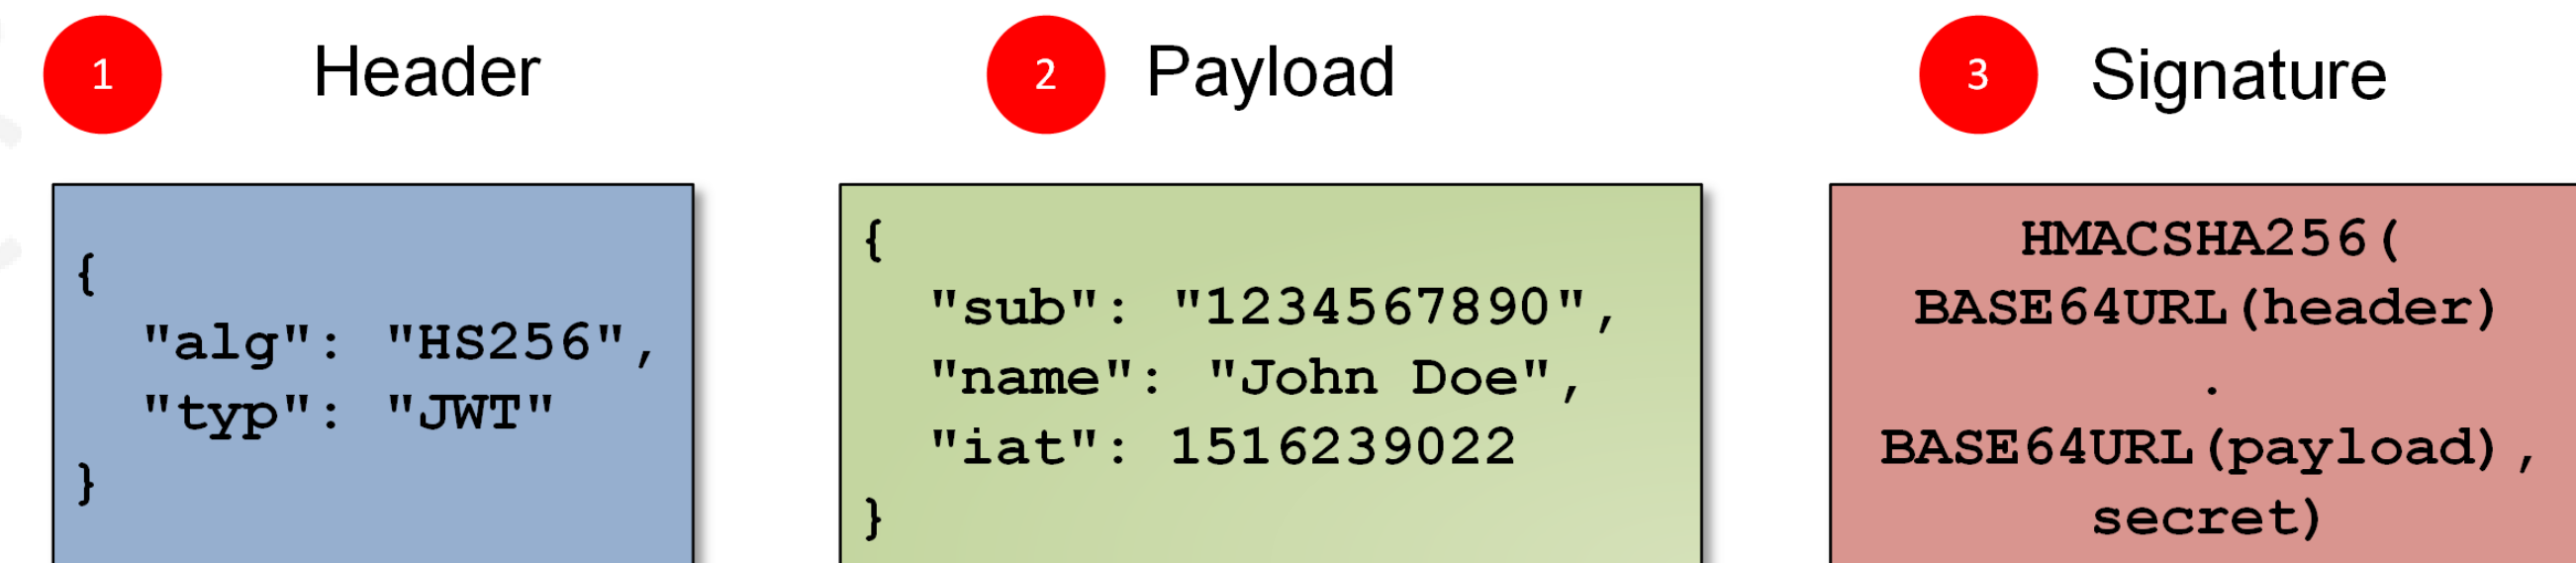 1 Header
{
"alg": "HS256",
"typ": "JWT"
}
2 Payload
{
"sub": "1234567890",
"name": "John Doe",
"iat": 1516239022
}
3 Signature
HMACSHA256(
BASE64URL(header)
.
BASE64URL(payload),
secret)